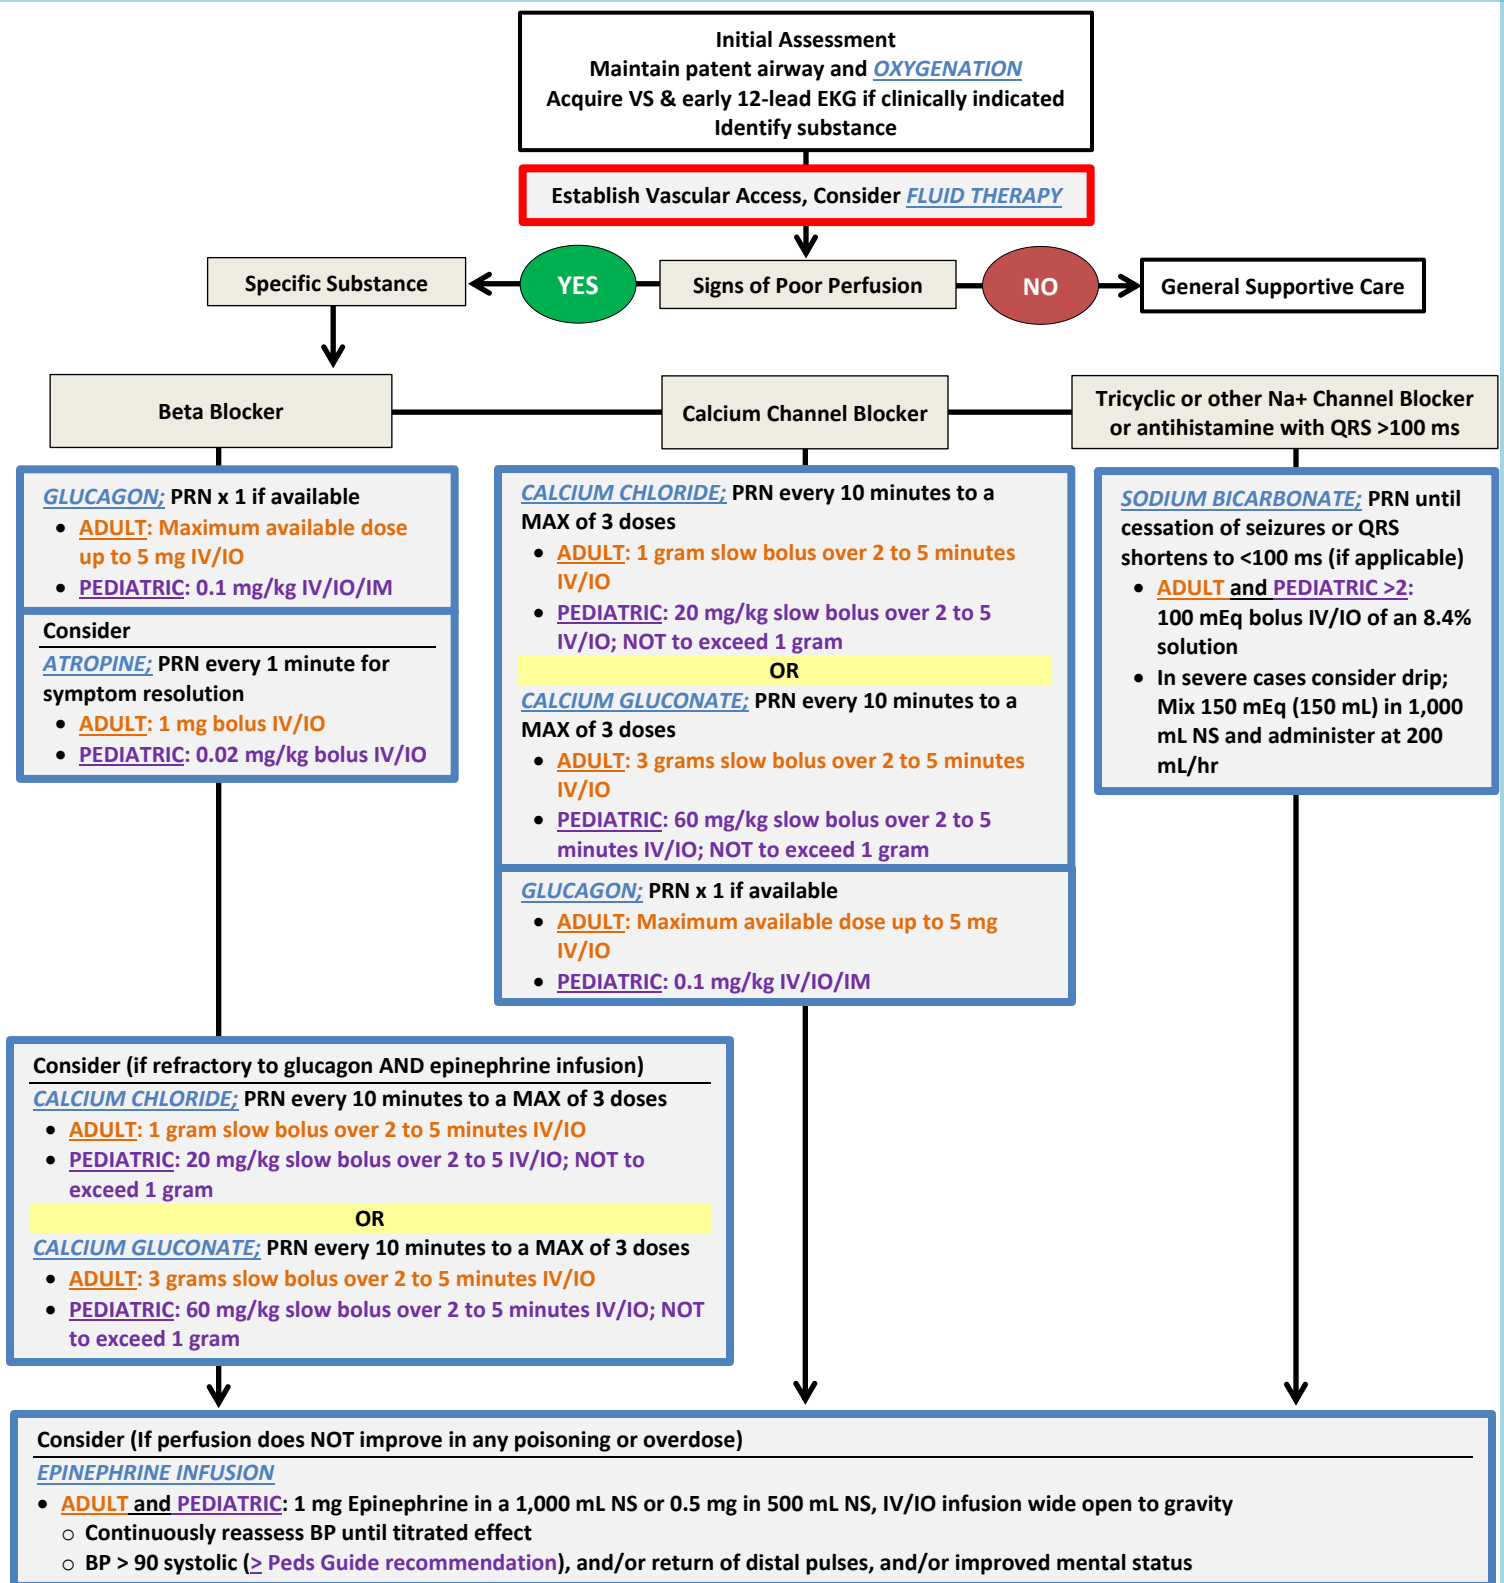 Initial Assessment
Maintain patent airway and OXYGENATION
Acquire VS & early 12-lead EKG if clinically indicated
Identify substance
Establish Vascular Access, Consider FLUID THERAPY
Specific Substance
YES
Signs of Poor Perfusion
NO
General Supportive Care
Beta Blocker
Calcium Channel Blocker
Tricyclic or other Na+ Channel Blocker
or antihistamine with QRS >100 ms
GLUCAGON; PRN x 1 if available
• ADULT: Maximum available dose
up to 5 mg IV/IO
• PEDIATRIC: 0.1 mg/kg IV/IO/IM
Consider
ATROPINE; PRN every 1 minute for
symptom resolution
• ADULT: 1 mg bolus IV/IO
• PEDIATRIC: 0.02 mg/kg bolus IV/IO
CALCIUM CHLORIDE; PRN every 10 minutes to a
MAX of 3 doses
• ADULT: 1 gram slow bolus over 2 to 5 minutes
IV/IO
• PEDIATRIC: 20 mg/kg slow bolus over 2 to 5
IV/IO; NOT to exceed 1 gram
OR
CALCIUM GLUCONATE; PRN every 10 minutes to a
MAX of 3 doses
• ADULT: 3 grams slow bolus over 2 to 5 minutes
IV/IO
• PEDIATRIC: 60 mg/kg slow bolus over 2 to 5
minutes IV/IO; NOT to exceed 1 gram
GLUCAGON; PRN x 1 if available
• ADULT: Maximum available dose up to 5 mg
IV/IO
• PEDIATRIC: 0.1 mg/kg IV/IO/IM
SODIUM BICARBONATE; PRN until
cessation of seizures or QRS
shortens to <100 ms (if applicable)
• ADULT and PEDIATRIC >2:
100 mEq bolus IV/IO of an 8.4%
solution
• In severe cases consider drip;
Mix 150 mEq (150 mL) in 1,000
mL NS and administer at 200
mL/hr
Consider (if refractory to glucagon AND epinephrine infusion)
CALCIUM CHLORIDE; PRN every 10 minutes to a MAX of 3 doses
• ADULT: 1 gram slow bolus over 2 to 5 minutes IV/IO
• PEDIATRIC: 20 mg/kg slow bolus over 2 to 5 IV/IO; NOT to
exceed 1 gram
OR
CALCIUM GLUCONATE; PRN every 10 minutes to a MAX of 3 doses
• ADULT: 3 grams slow bolus over 2 to 5 minutes IV/IO
• PEDIATRIC: 60 mg/kg slow bolus over 2 to 5 minutes IV/IO; NOT
to exceed 1 gram
Consider (If perfusion does NOT improve in any poisoning or overdose)
EPINEPHRINE INFUSION
• ADULT and PEDIATRIC: 1 mg Epinephrine in a 1,000 mL NS or 0.5 mg in 500 mL NS, IV/IO infusion wide open to gravity
o Continuously reassess BP until titrated effect
o BP > 90 systolic (> Peds Guide recommendation), and/or return of distal pulses, and/or improved mental status